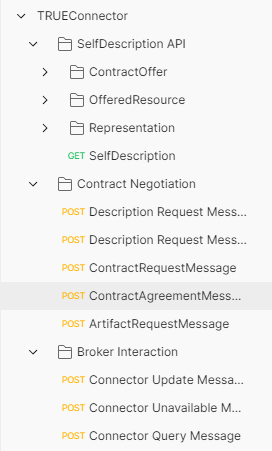 TRUEConnector
SelfDescription API
ContractOffer
OfferedResource
Representation
GET SelfDescription
Contract Negotiation
POST Description Request Mess...
POST Description Request Mess...
POST ContractRequestMessage
POST ContractAgreementMess...
POST ArtifactRequestMessage
Broker Interaction
POST Connector Update Messa...
POST Connector Unavailable M...
POST Connector Query Message